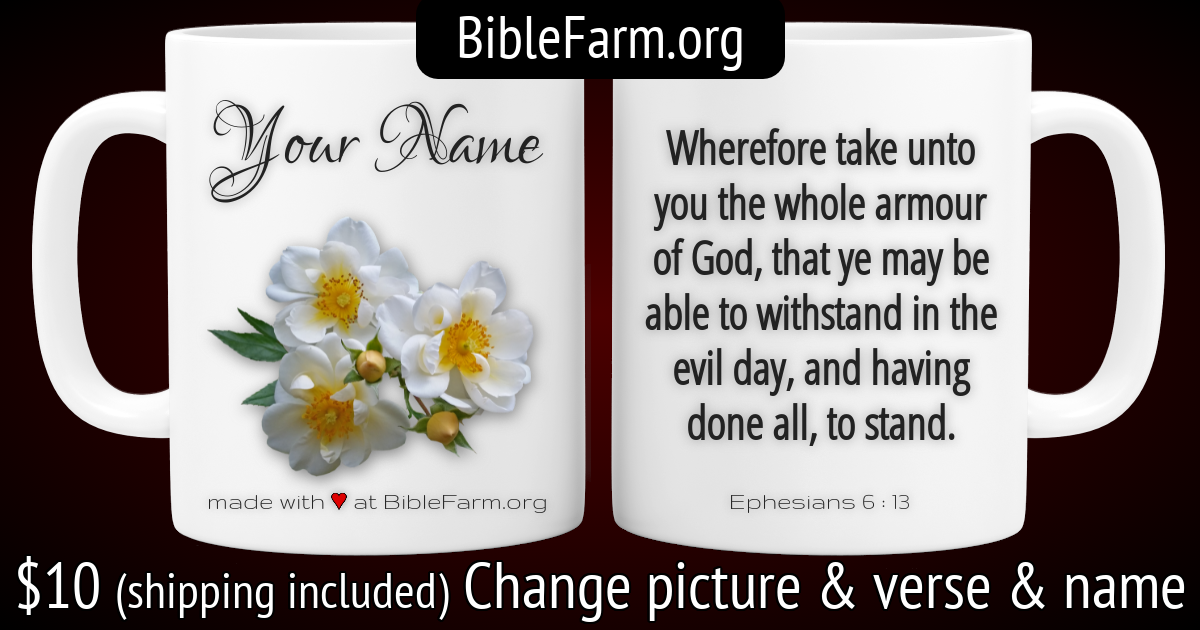 BibleFarm.org
Your Name
made with ♥ at BibleFarm.org
Wherefore take unto
you the whole armour
of God, that ye may be
able to withstand in the
evil day, and having
done all, to stand.
Ephesians 6 : 13
$10 (shipping included) Change picture & verse & name